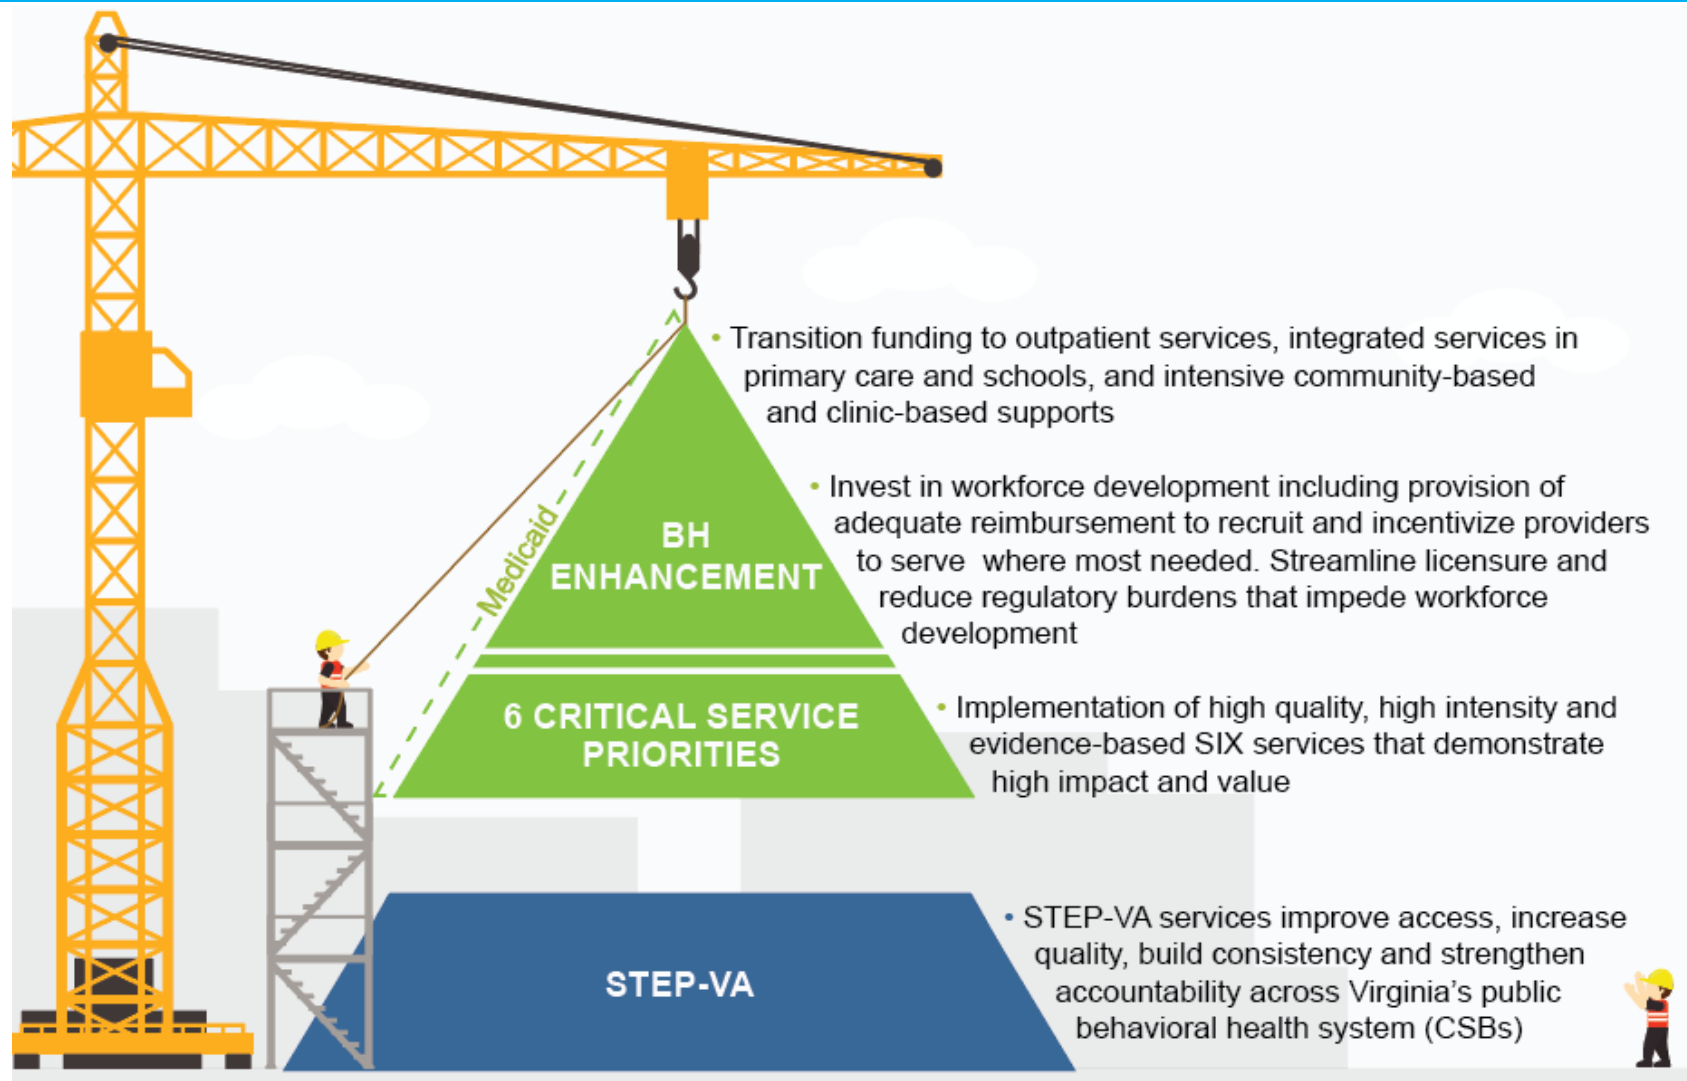 • Transition funding to outpatient services, integrated services in
primary care and schools, and intensive community-based
and clinic-based supports
• Invest in workforce development including provision of
adequate reimbursement to recruit and incentivize providers
to serve  where most needed. Streamline licensure and
reduce regulatory burdens that impede workforce
development
Medicaid
BH
ENHANCEMENT
6 CRITICAL SERVICE
PRIORITIES
• Implementation of high quality, high intensity and
evidence-based SIX services that demonstrate
high impact and value
STEP-VA
• STEP-VA services improve access, increase
quality, build consistency and strengthen
accountability across Virginia's public
behavioral health system (CSBs)